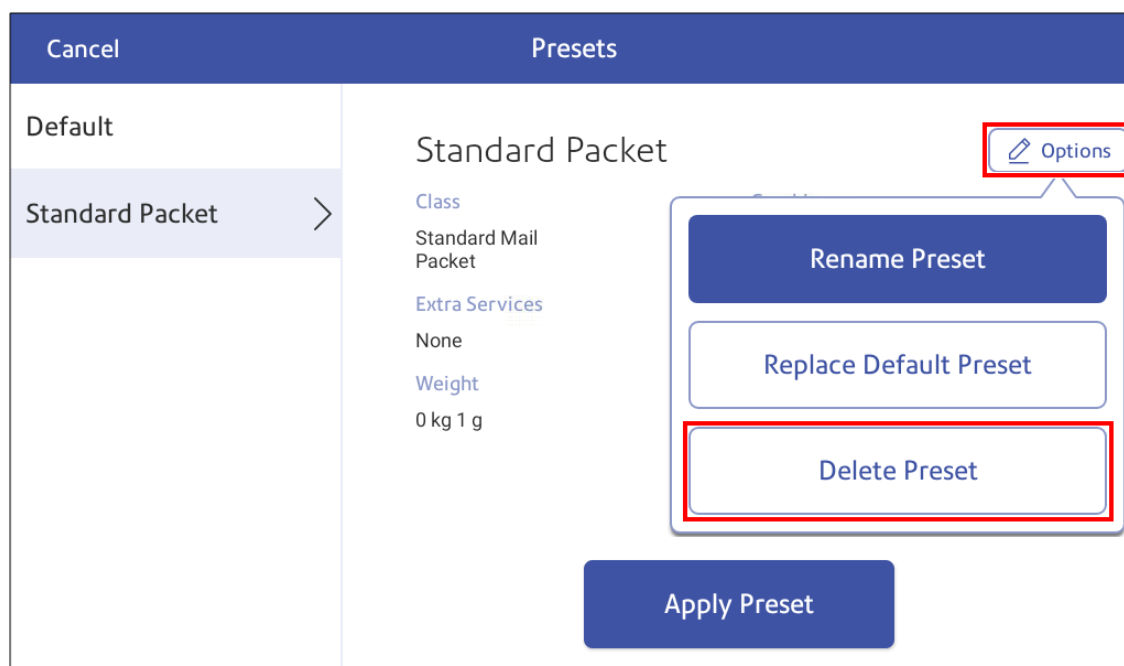 Cancel
Presets
Default
Standard Packet
Standard Packet
Options
Class
Standard Mail
Packet
Extra Services
None
Weight
0 kg 1 g
Rename Preset
Replace Default Preset
Delete Preset
Apply Preset